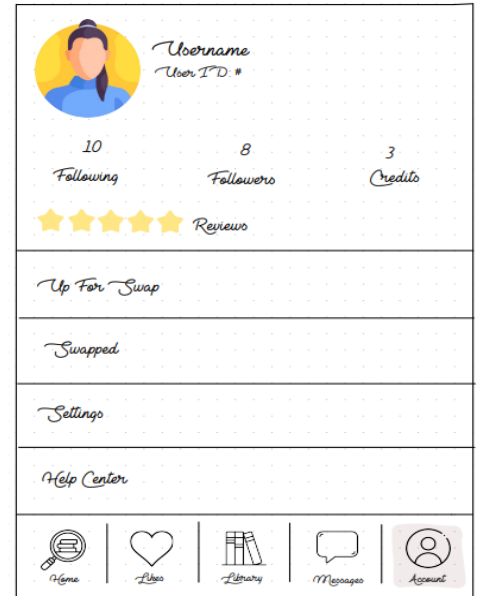 Username
User ID: #
10 8 3
Following Followers Credits
Reviews
Up For Swap
Swapped
Settings
Help Center
Home Likes Library Messages Account